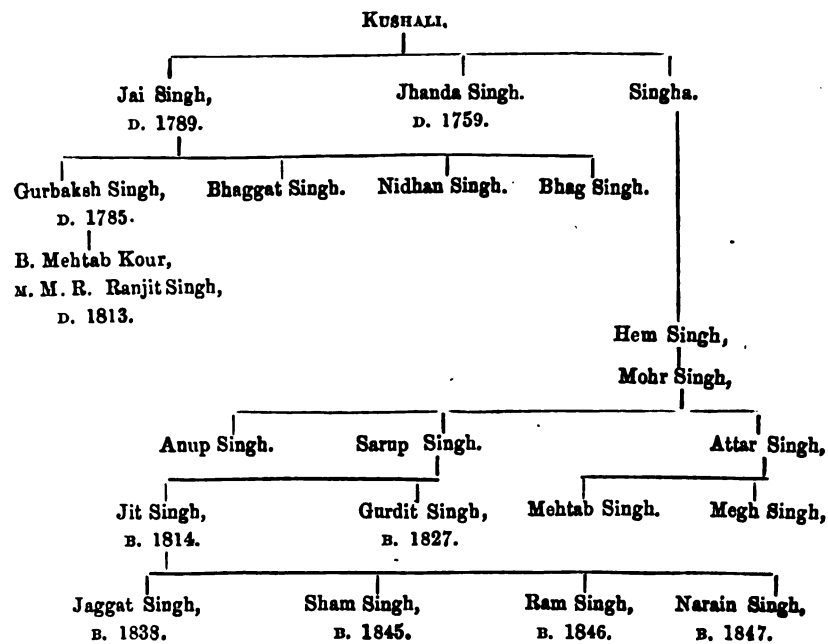 KUSHALI.
Jai Singh, Jhanda Singh. Singha.
D. 1789. D. 1759.
Gurbaksh Singh, Bhaggat Singh. Nidhan Singh. Bhag Singh.
D. 1785.
B. Mehtab Kour,
M. M. R. Ranjit Singh,
D. 1813.
Hem Singh,
Mohr Singh,
Anup Singh. Sarup Singh. Attar Singh,
Jit Singh, Gurdit Singh, Mehtab Singh. Megh Singh,
B. 1814. B. 1827.
Jaggat Singh, Sham Singh, Ram Singh, Narain Singh,
B. 1838. B. 1845. B. 1846. B. 1847.